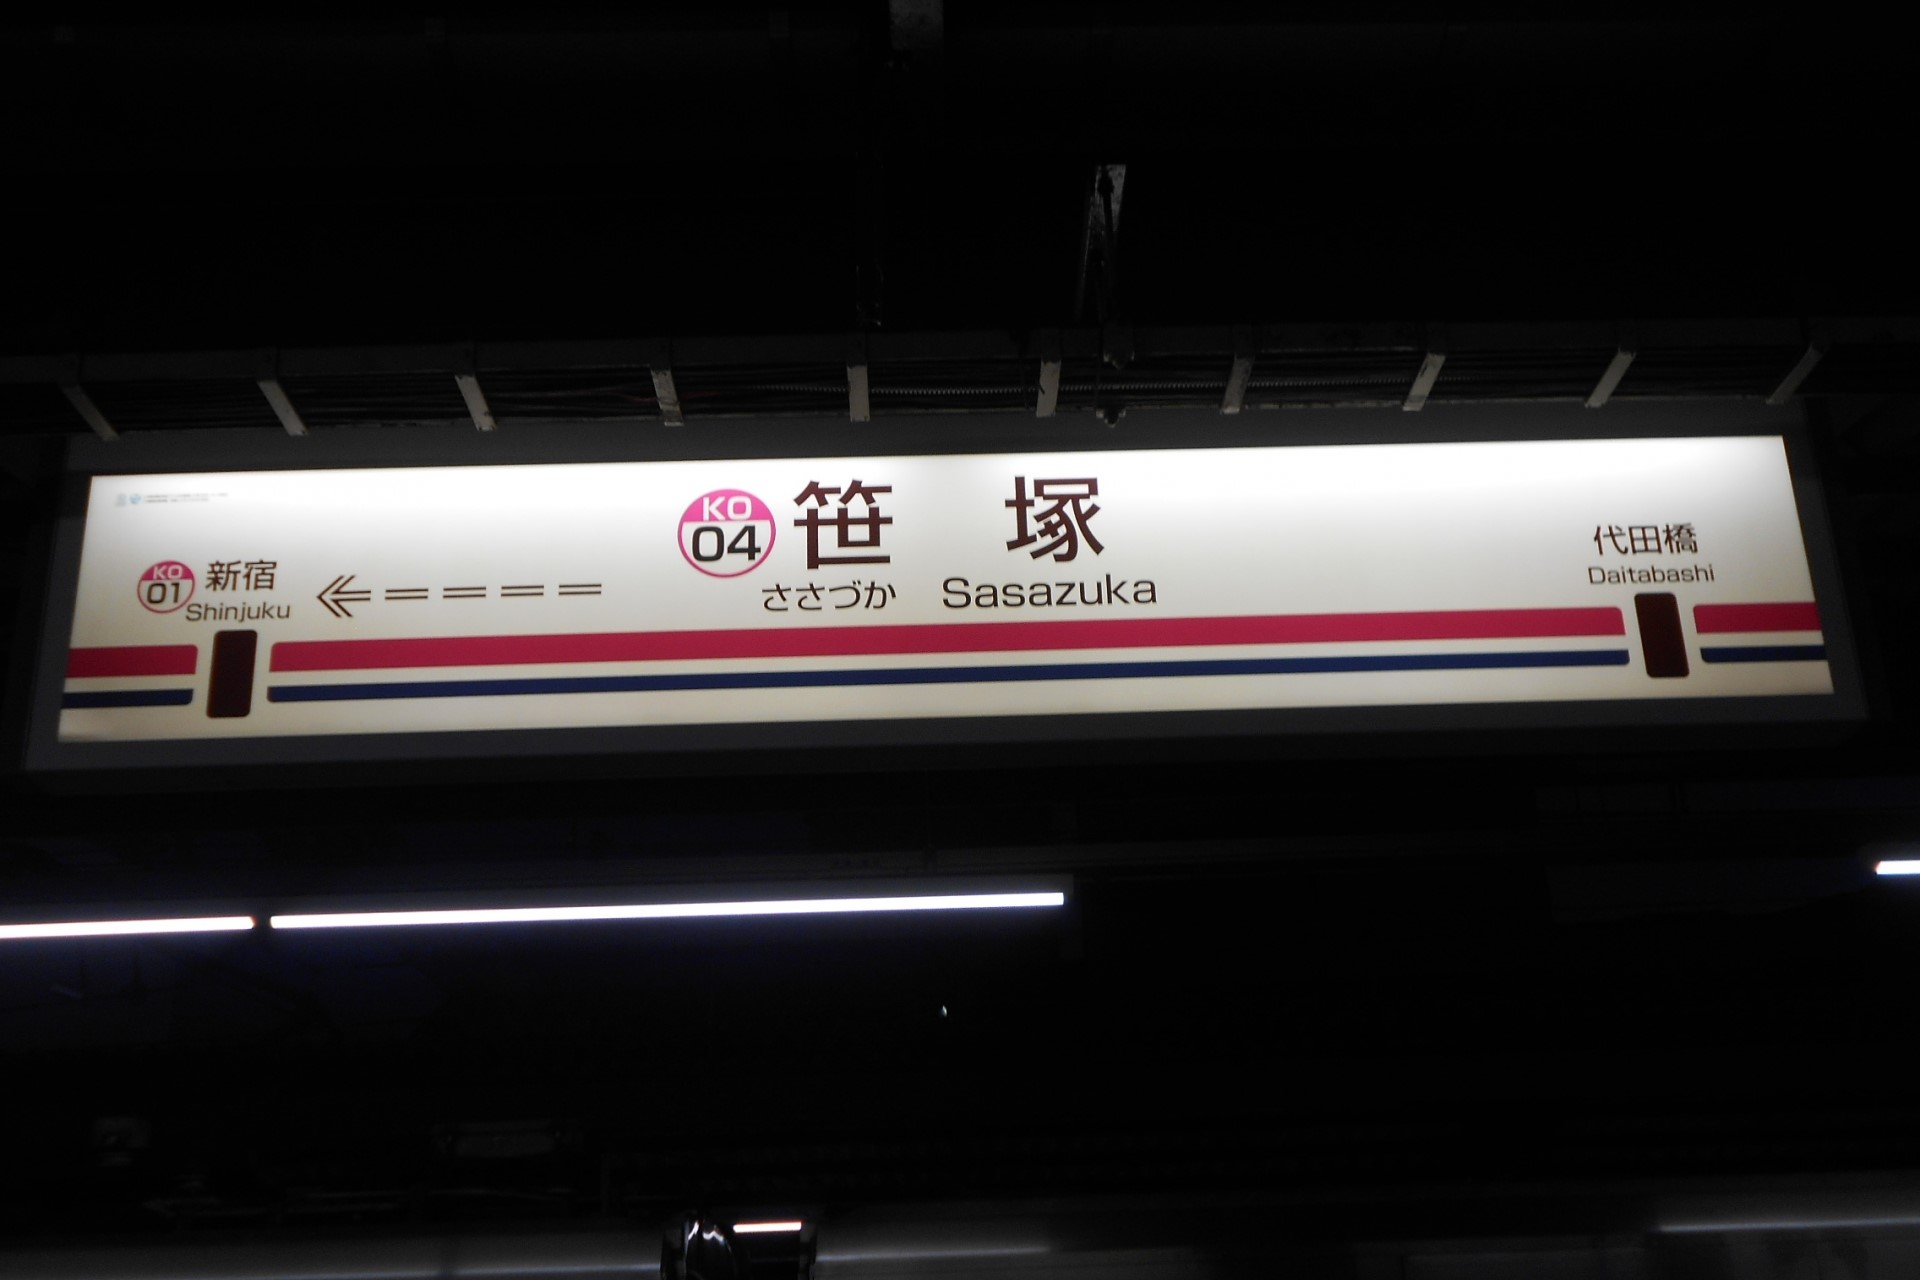 KO
04
笹塚
ささづか Sasazuka
KO
01
新宿
Shinjuku
代田橋
Daitabashi